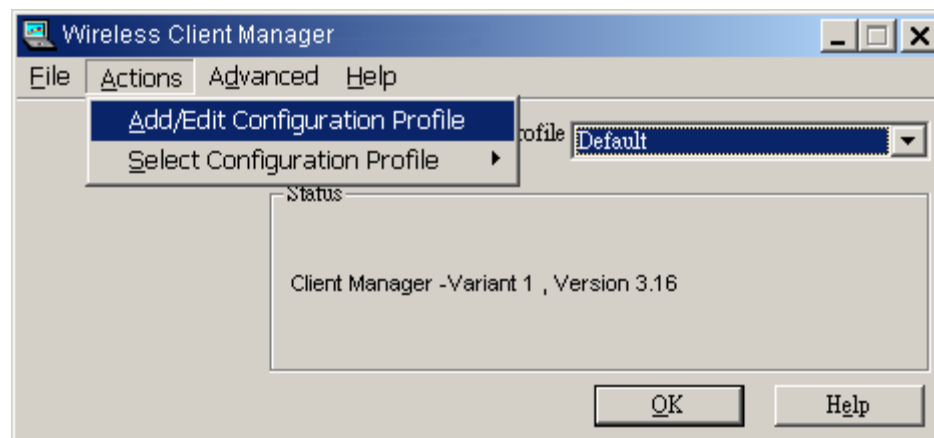 Wireless Client Manager
File Actions Advanced Help
Add/Edit Configuration Profile
Select Configuration Profile
ofile Default
Status
Client Manager -Variant 1 , Version 3.16
OK Help